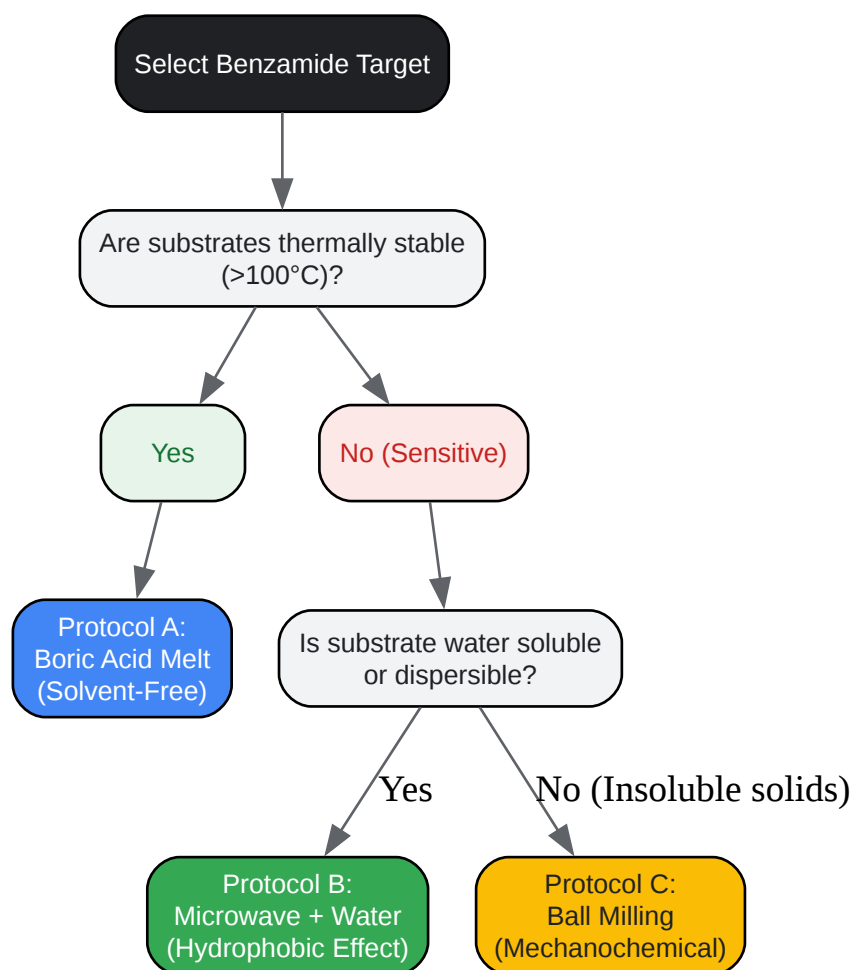 Select Benzamide Target
Are substrates thermally stable
(>100°C)?
Yes
No (Sensitive)
Protocol A:
Boric Acid Melt
(Solvent-Free)
Is substrate water soluble
or dispersible?
Yes
No (Insoluble solids)
Protocol B:
Microwave + Water
(Hydrophobic Effect)
Protocol C:
Ball Milling
(Mechanochemical)